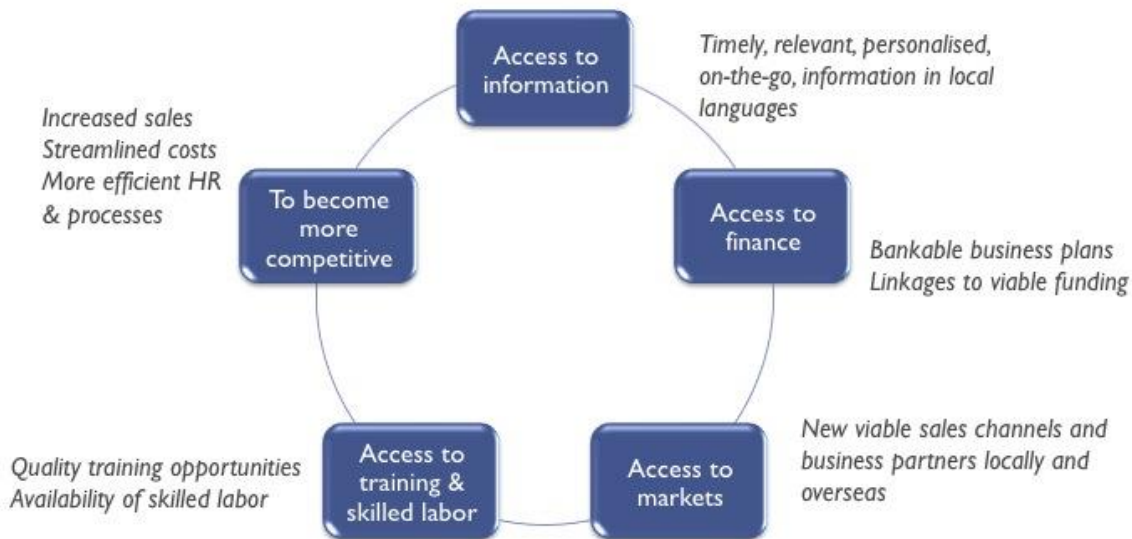 Access to
information
Timely, relevant, personalised,
on-the-go, information in local
languages
Access to
finance
Bankable business plans
Linkages to viable funding
Access to
markets
New viable sales channels and
business partners locally and
overseas
Access to
training &
skilled labor
Quality training opportunities
Availability of skilled labor
To become
more
competitive
Increased sales
Streamlined costs
More efficient HR
& processes